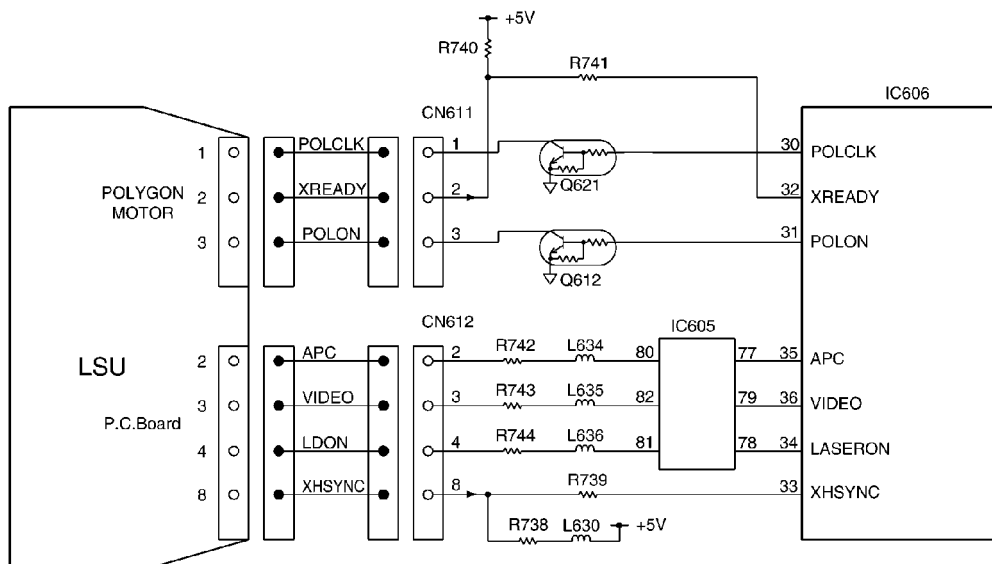 +5V
R740
R741
IC606
CN611
1 POLCLK 1 30 POLCLK
Q621
POLYGON MOTOR
2 XREADY 2 32 XREADY
3 POLON 3 31 POLON
Q612
CN612
IC605
LSU
P.C.Board
2 APC 2 R742 L634 80 77 35 APC
3 VIDEO 3 R743 L635 82 79 36 VIDEO
4 LDON 4 R744 L636 81 78 34 LASERON
8 XHSYNC 8 R739 33 XHSYNC
R738 L630 +5V